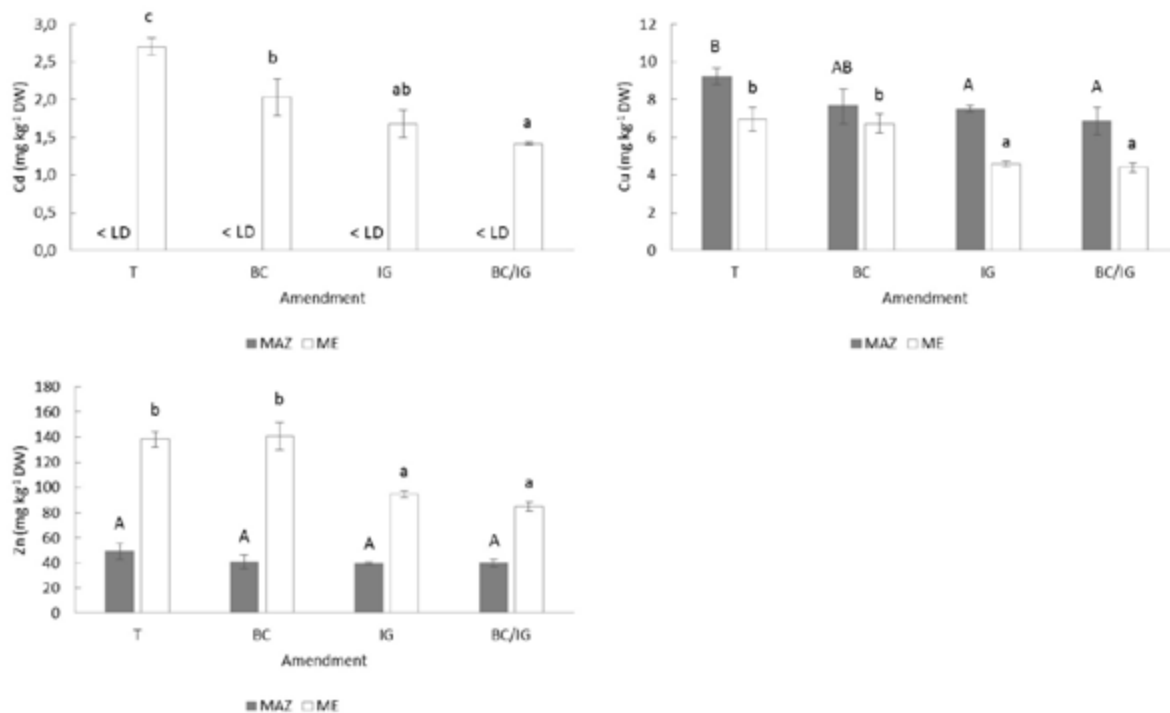 Cd (mg kg-1 DW)
3,0
2,5
2,0
1,5
1,0
0,5
0,0
c
b
ab
a
< LD < LD < LD < LD
T BC IG BC/IG
Amendment
MAZ ME
Cu (mg kg-1 DW)
12
10
8
6
4
2
0
B
b
AB
b
A
a
A
a
T BC IG BC/IG
Amendment
MAZ ME
Zn (mg kg-1 DW)
180
160
140
120
100
80
60
40
20
0
A
b
A
b
A
a
A
a
T BC IG BC/IG
Amendment
MAZ ME